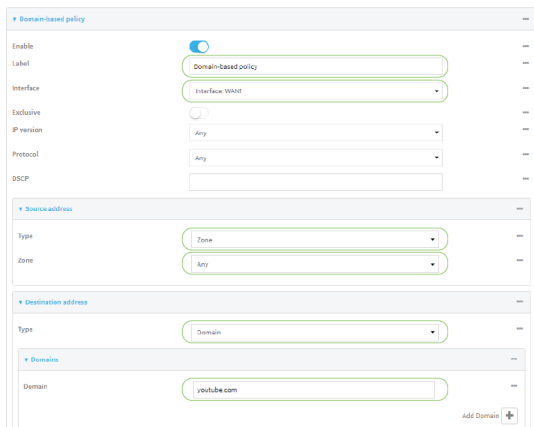 Domain-based policy
Enable
Label Domain-based policy
Interface Interface: WAN1
Exclusive
IP version Any
Protocol Any
DSCP
Source address
Type Zone
Zone Any
Destination address
Type Domain
Domains
Domain youtube.com
Add Domain